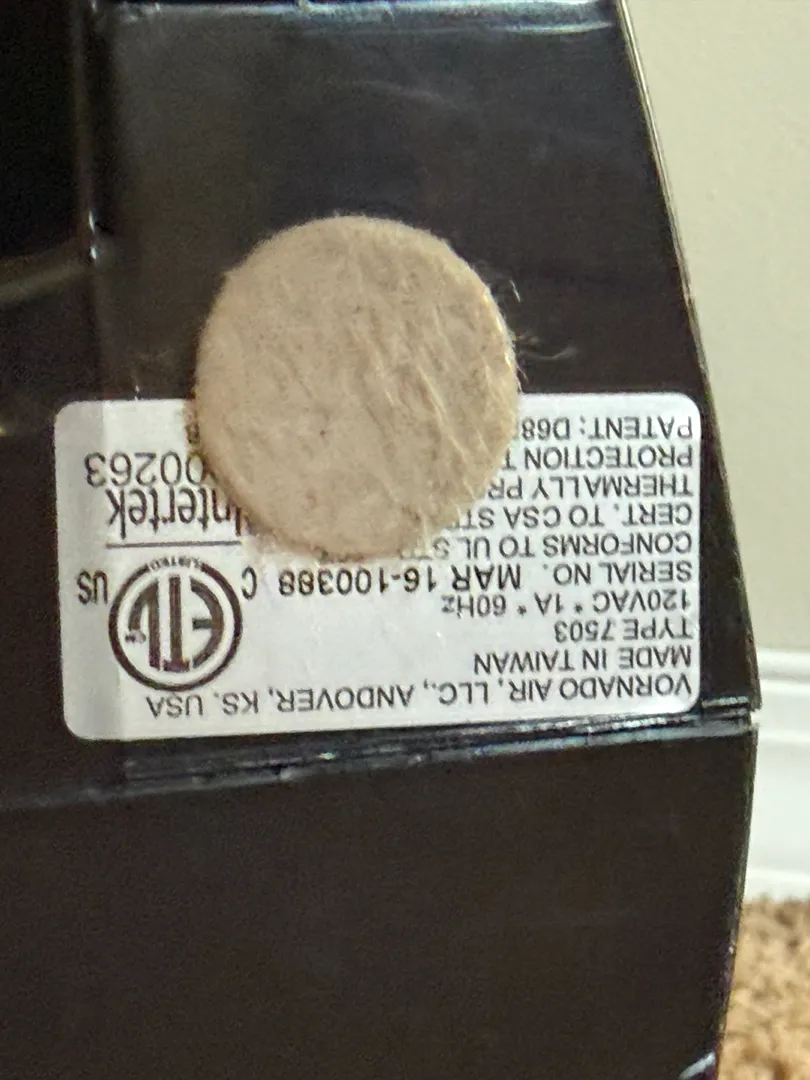 VORNADO AIR, LLC., ANDOVER, KS. USA
MADE IN TAIWAN
TYPE 7503
120VAC * 1A * 60Hz
SERIAL NO. MAR 16-100388
CONFORMS TO UL
CERT. TO CSA
THERMALLY
PROTECTION
PATENT:
C ETL US
LISTED
Intertek